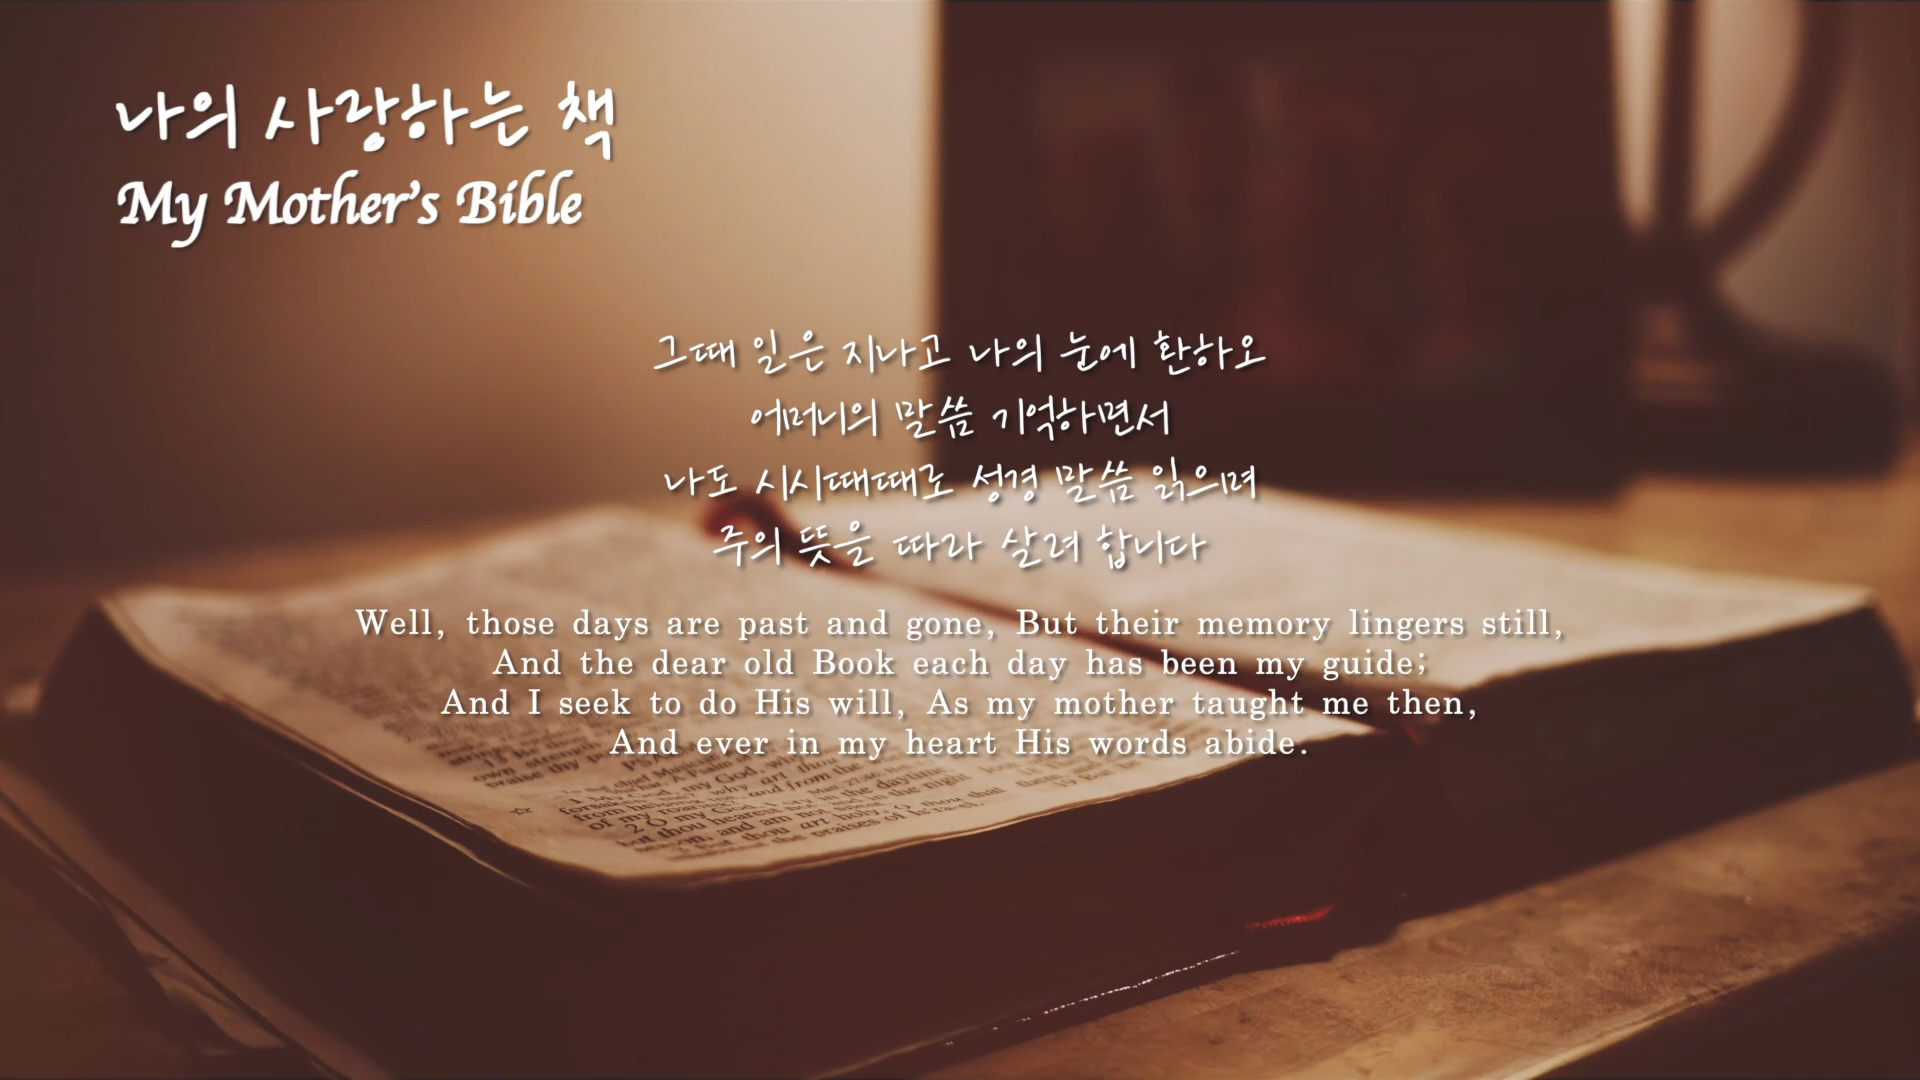 나의 사랑하는 책
My Mother's Bible
그때 일은 지나고 나의 눈에 환하오
어머니의 말씀 기억하면서
나도 시시때때로 성경 말씀 읽으며
주의 뜻을 따라 살려 합니다
Well, those days are past and gone, But their memory lingers still,
And the dear old Book each day has been my guide;
And I seek to do His will, As my mother taught me then,
And ever in my heart His words abide.